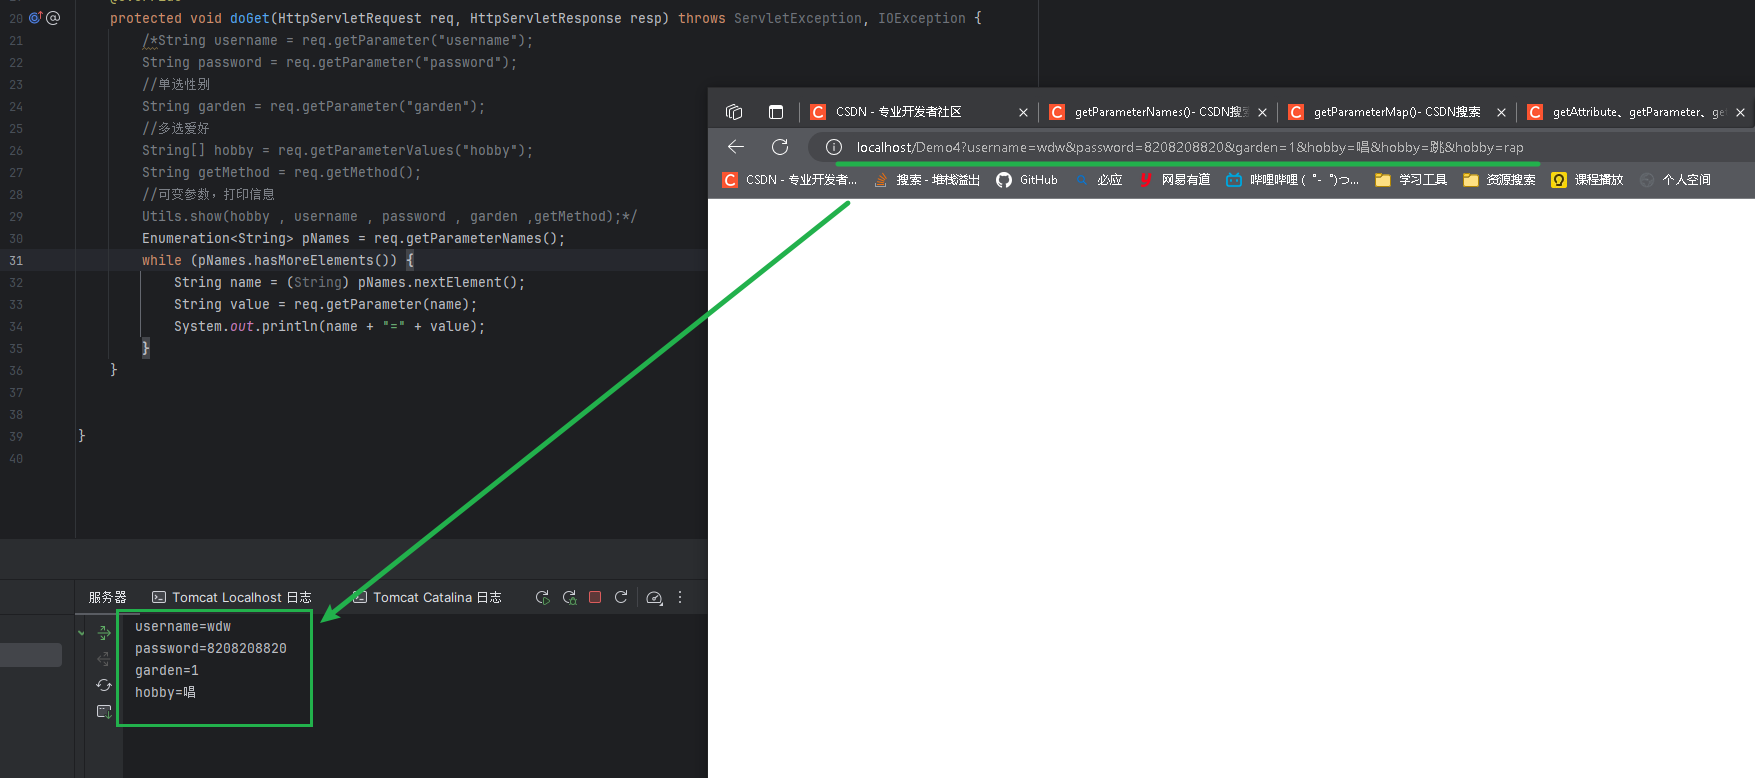 20 protected void doGet(HttpServletRequest req, HttpServletResponse resp) throws ServletException, IOException {
21 /*String username = req.getParameter("username");
22 String password = req.getParameter("password");
23 //单选性别
24 String garden = req.getParameter("garden");
25 //多选爱好
26 String[] hobby = req.getParameterValues("hobby");
27 String getMethod = req.getMethod();
28 //可变参数，打印信息
29 Utils.show(hobby , username , password , garden ,getMethod);*/
30 Enumeration<String> pNames = req.getParameterNames();
31 while (pNames.hasMoreElements()) {
32 String name = (String) pNames.nextElement();
33 String value = req.getParameter(name);
34 System.out.println(name + "=" + value);
35 }
36 }
37
38
39 }
40
CSDN - 专业开发者社区
getParameterNames()- CSDN搜
getParameterMap()- CSDN搜索
getAttribute、getParameter、ge
localhost/Demo4?username=wdw&password=8208208820&garden=1&hobby=唱&hobby=跳&hobby=rap
CSDN - 专业开发者... 搜索 - 堆栈溢出 GitHub 必应 网易有道 哔哩哔哩 (゜-゜)つ... 学习工具 资源搜索 课程播放 个人空间
服务器 Tomcat Localhost 日志 Tomcat Catalina 日志
username=wdw
password=8208208820
garden=1
hobby=唱